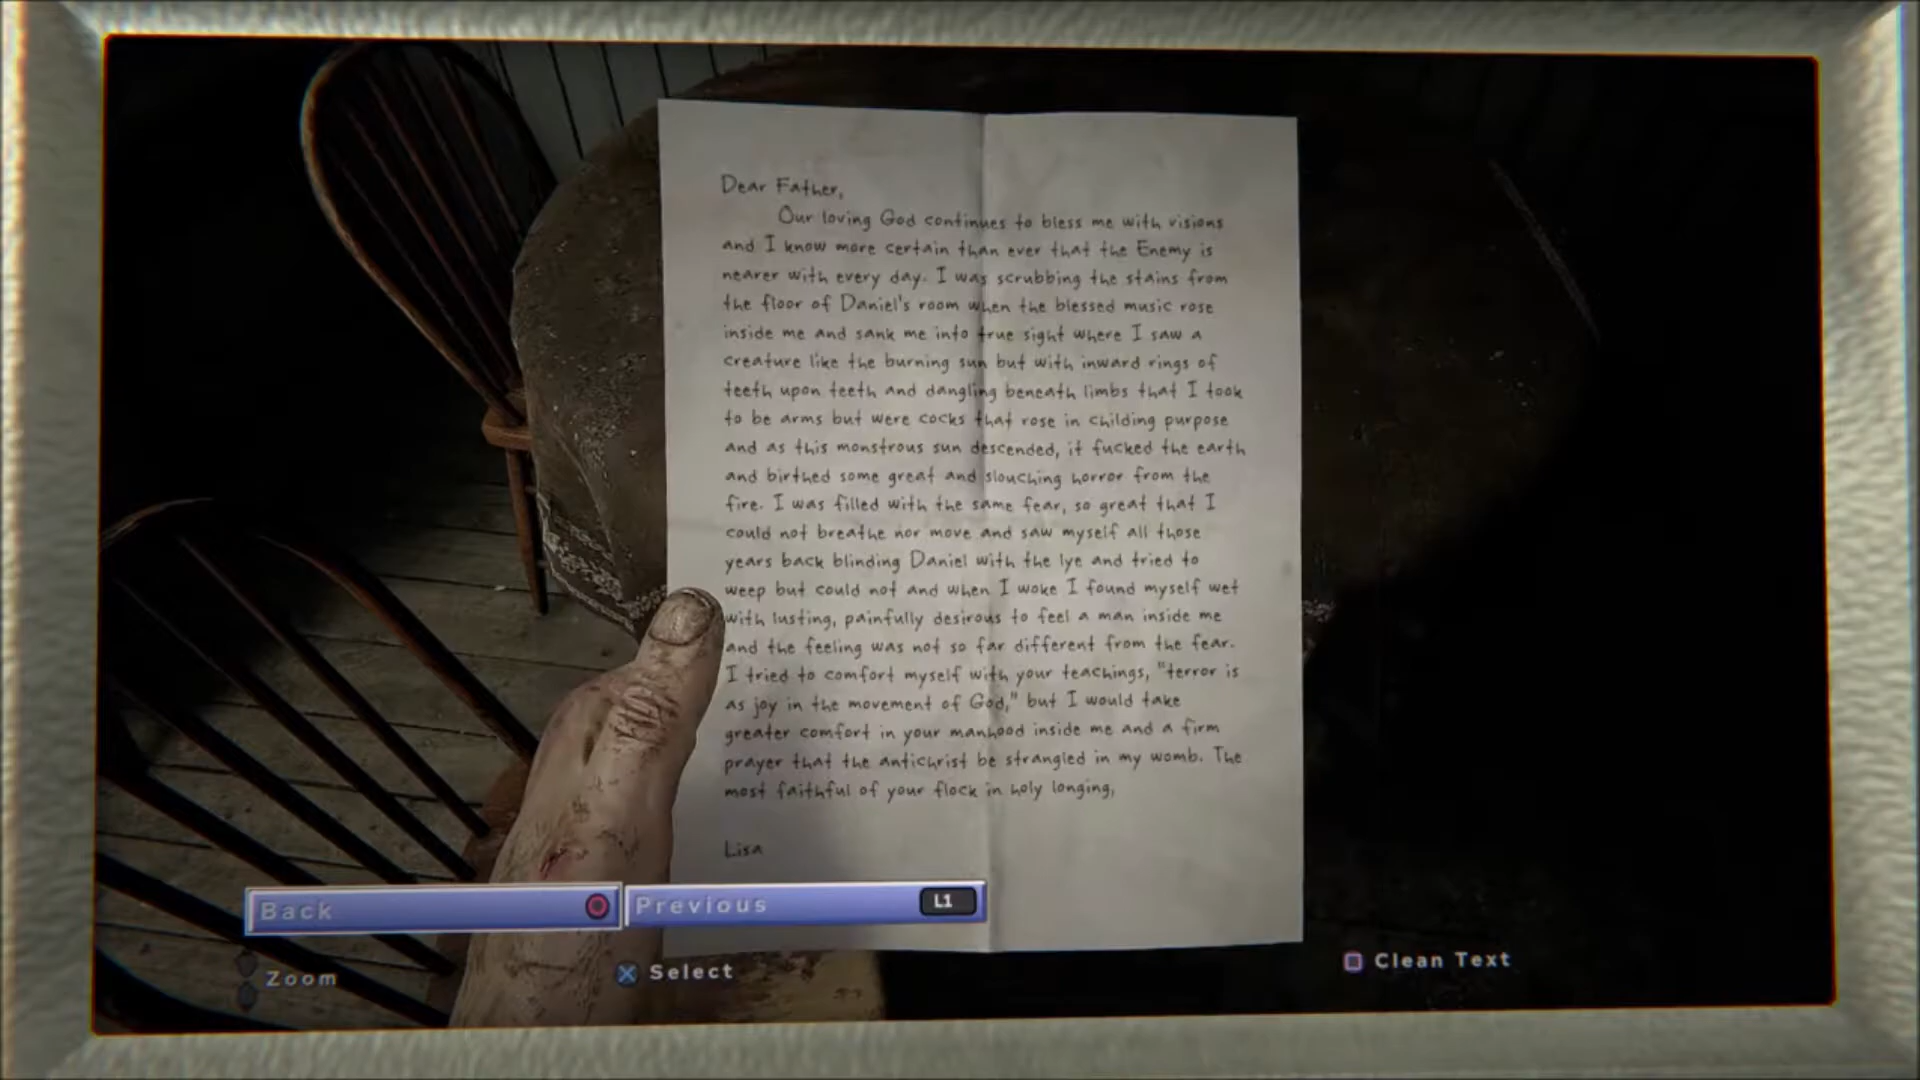 Dear Father,
Our loving God continues to bless me with visions
and I know more certain than ever that the Enemy is
nearer with every day. I was scrubbing the stains from
the floor of Daniel's room when the blessed music rose
inside me and sank me into true sight where I saw a
creature like the burning sun but with inward rings of
teeth upon teeth and dangling beneath limbs that I took
to be arms but were cocks that rose in childing purpose
and as this monstrous sun descended, it fucked the earth
and birthed some great and slouching horror from the
fire. I was filled with the same fear, so great that I
could not breathe nor move and saw myself all those
years back blinding Daniel with the lye and tried to
weep but could not and when I woke I found myself wet
with lusting, painfully desirous to feel a man inside me
and the feeling was not so far different from the fear.
I tried to comfort myself with your teachings, "terror is
as joy in the movement of God," but I would take
greater comfort in your manhood inside me and a firm
prayer that the antichrist be strangled in my womb. The
most faithful of your flock in holy longing,
Lisa
Back
Previous L1
Zoom
Select
Clean Text